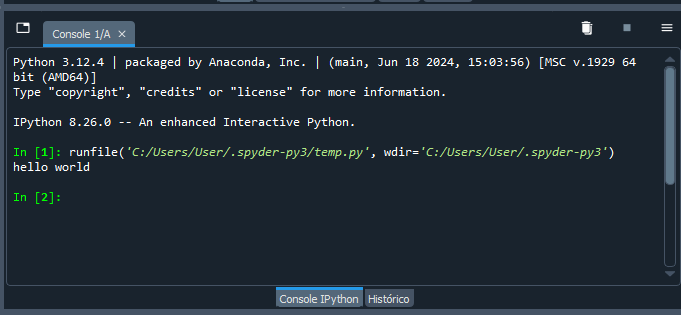 Console 1/A
Python 3.12.4 | packaged by Anaconda, Inc. | (main, Jun 18 2024, 15:03:56) [MSC v.1929 64
bit (AMD64)]
Type "copyright", "credits" or "license" for more information.
IPython 8.26.0 -- An enhanced Interactive Python.
In [1]: runfile('C:/Users/User/.spyder-py3/temp.py', wdir='C:/Users/User/.spyder-py3')
hello world
In [2]:
Console IPython Histórico